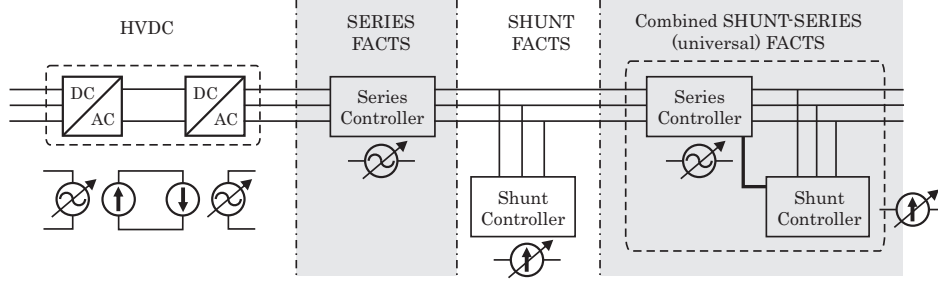 HVDC
SERIES
FACTS
SHUNT
FACTS
Combined SHUNT-SERIES
(universal) FACTS
DC
AC
DC
AC
Series
Controller
Shunt
Controller
Series
Controller
Shunt
Controller